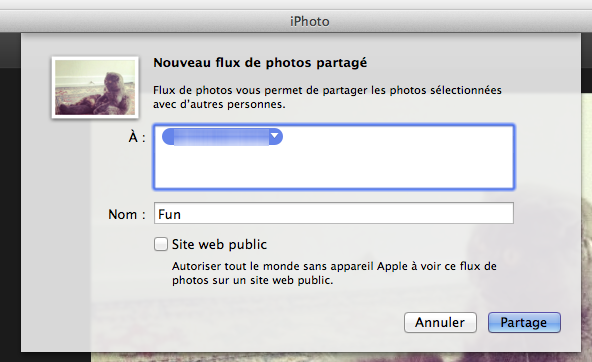 iPhoto
Nouveau flux de photos partagé
Flux de photos vous permet de partager les photos sélectionnées
avec d'autres personnes.
À :
Nom : Fun
Site web public
Autoriser tout le monde sans appareil Apple à voir ce flux de
photos sur un site web public.
Annuler Partage